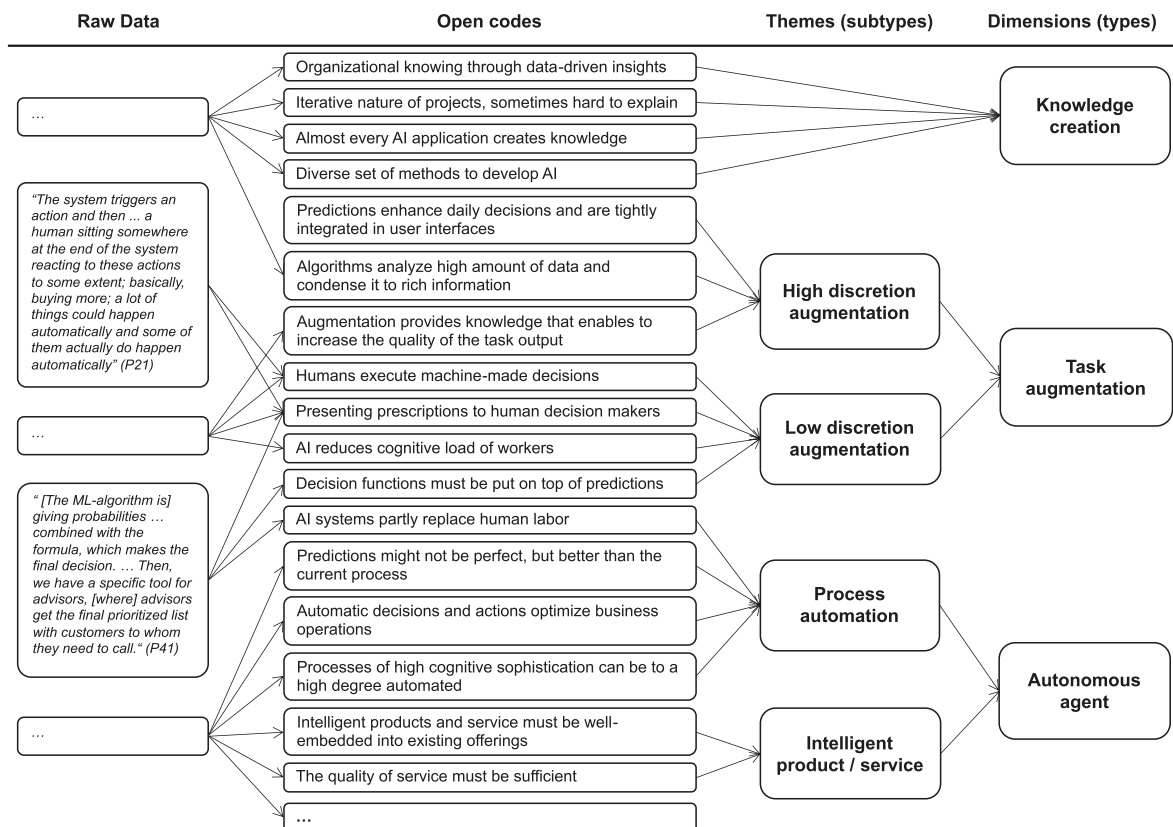 Raw Data
Open codes
Themes (subtypes)
Dimensions (types)
…
“The system triggers an
action and then ... a
human sitting somewhere
at the end of the system
reacting to these actions
to some extent; basically,
buying more; a lot of
things could happen
automatically and some of
them actually do happen
automatically” (P21)
…
“ [The ML-algorithm is]
giving probabilities …
combined with the
formula, which makes the
final decision. … Then,
we have a specific tool for
advisors, [where] advisors
get the final prioritized list
with customers to whom
they need to call.“ (P41)
…
Organizational knowing through data-driven insights
Iterative nature of projects, sometimes hard to explain
Almost every AI application creates knowledge
Diverse set of methods to develop AI
Predictions enhance daily decisions and are tightly
integrated in user interfaces
Algorithms analyze high amount of data and
condense it to rich information
Augmentation provides knowledge that enables to
increase the quality of the task output
Humans execute machine-made decisions
Presenting prescriptions to human decision makers
AI reduces cognitive load of workers
Decision functions must be put on top of predictions
AI systems partly replace human labor
Predictions might not be perfect, but better than the
current process
Automatic decisions and actions optimize business
operations
Processes of high cognitive sophistication can be to a
high degree automated
Intelligent products and service must be well-
embedded into existing offerings
The quality of service must be sufficient
...
High discretion
augmentation
Low discretion
augmentation
Process
automation
Intelligent
product / service
Knowledge
creation
Task
augmentation
Autonomous
agent